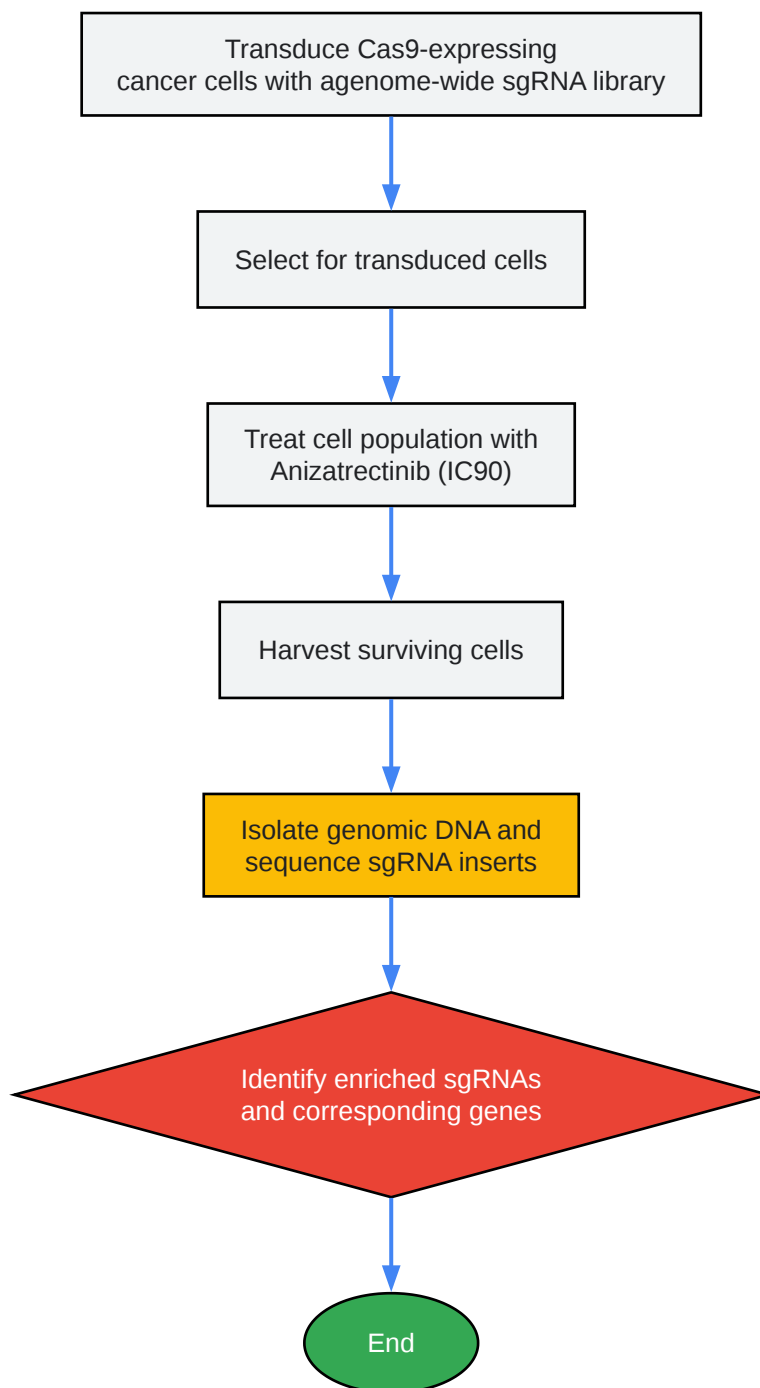 Transduce Cas9-expressing
cancer cells with agenome-wide sgRNA library
Select for transduced cells
Treat cell population with
Anizatrectinib (IC90)
Harvest surviving cells
Isolate genomic DNA and
sequence sgRNA inserts
Identify enriched sgRNAs
and corresponding genes
End